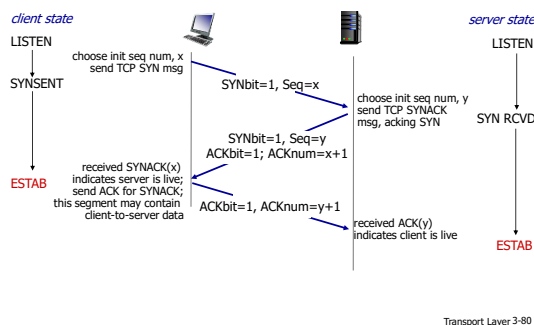 client state
server state
LISTEN
LISTEN
choose init seq num, x
send TCP SYN msg
SYNSENT
SYNbit=1, Seq=x
choose init seq num, y
send TCP SYNACK
msg, acking SYN
SYN RCVD
SYNbit=1, Seq=y
ACKbit=1; ACKnum=x+1
received SYNACK(x)
indicates server is live;
send ACK for SYNACK;
this segment may contain
client-to-server data
ESTAB
ACKbit=1, ACKnum=y+1
received ACK(y)
indicates client is live
ESTAB
Transport Layer 3-80